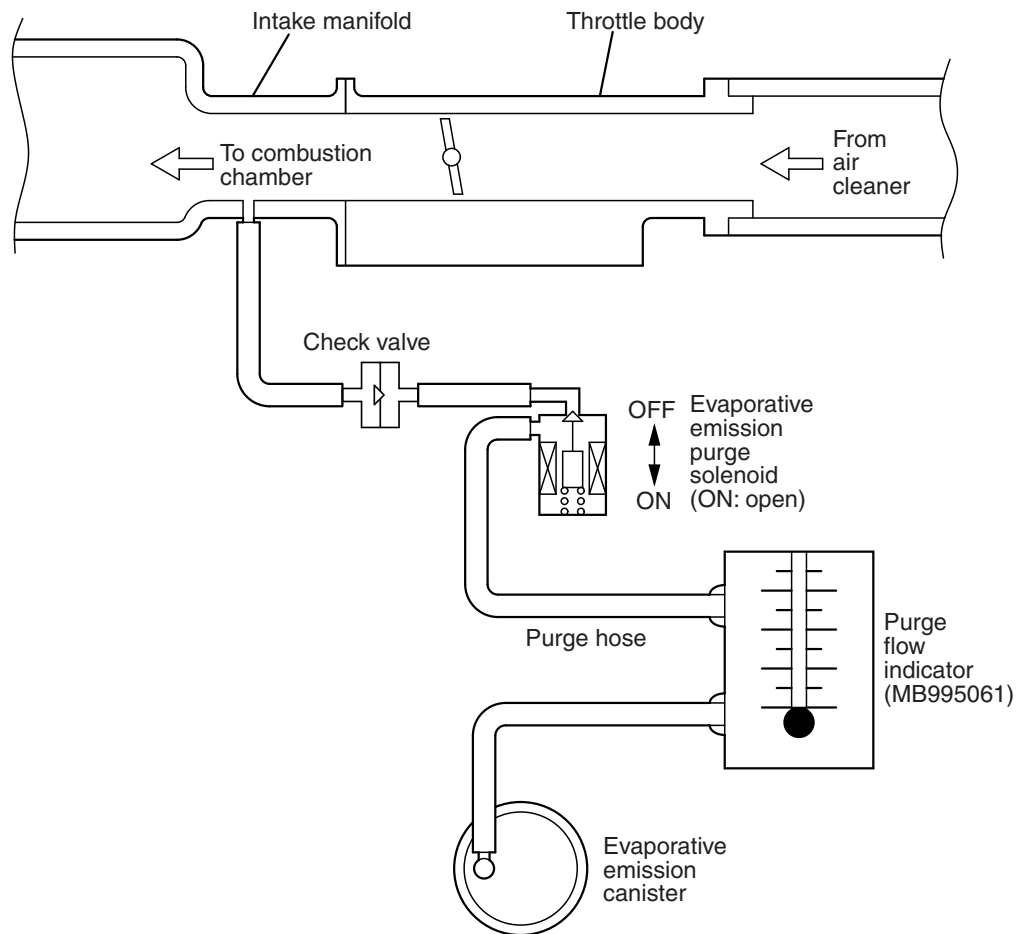 Intake manifold
Throttle body
To combustion
chamber
From
air
cleaner
Check valve
OFF
ON
Evaporative
emission
purge
solenoid
(ON: open)
Purge hose
Purge
flow
indicator
(MB995061)
Evaporative
emission
canister